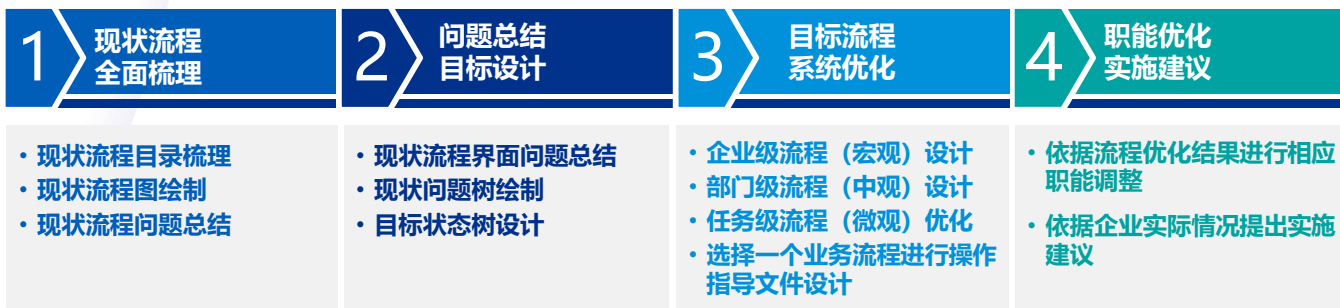 1
现状流程
全面梳理
2
问题总结
目标设计
3
目标流程
系统优化
4
职能优化
实施建议
• 现状流程目录梳理
• 现状流程图绘制
• 现状流程问题总结
• 现状流程界面问题总结
• 现状问题树绘制
• 目标状态树设计
• 企业级流程（宏观）设计
• 部门级流程（中观）设计
• 任务级流程（微观）优化
• 选择一个业务流程进行操作
指导文件设计
• 依据流程优化结果进行相应
职能调整
• 依据企业实际情况提出实施
建议